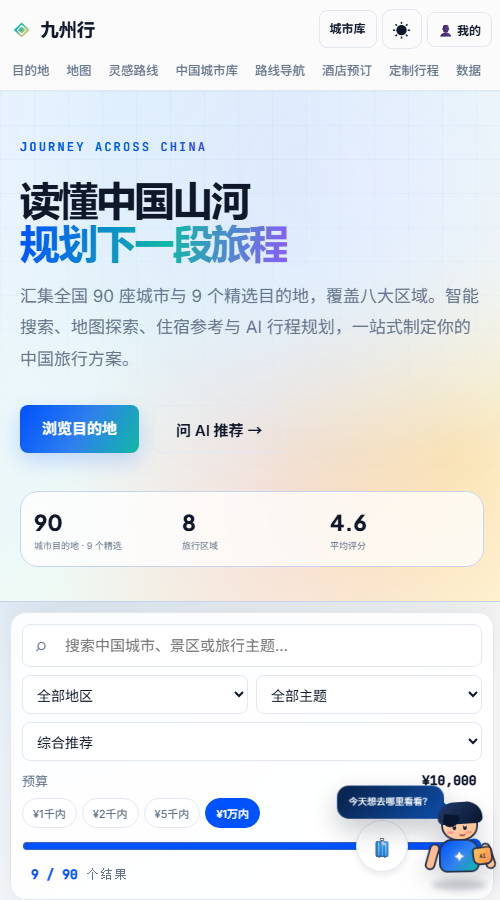 九州行
城市库
我的
目的地 地图 灵感路线 中国城市库 路线导航 酒店预订 定制行程 数据
JOURNEY ACROSS CHINA
读懂中国山河
规划下一段旅程
汇集全国 90 座城市与 9 个精选目的地，覆盖八大区域。智能
搜索、地图探索、住宿参考与 AI 行程规划，一站式制定你的
中国旅行方案。
浏览目的地
问 AI 推荐 →
90 8 4.6
城市目的地 · 9 个精选 旅行区域 平均评分
搜索中国城市、景区或旅行主题...
全部地区 全部主题
综合推荐
预算 ¥10,000
¥1千内 ¥2千内 ¥5千内 ¥1万内
今天想去哪里看看？
AI
9 / 90 个结果